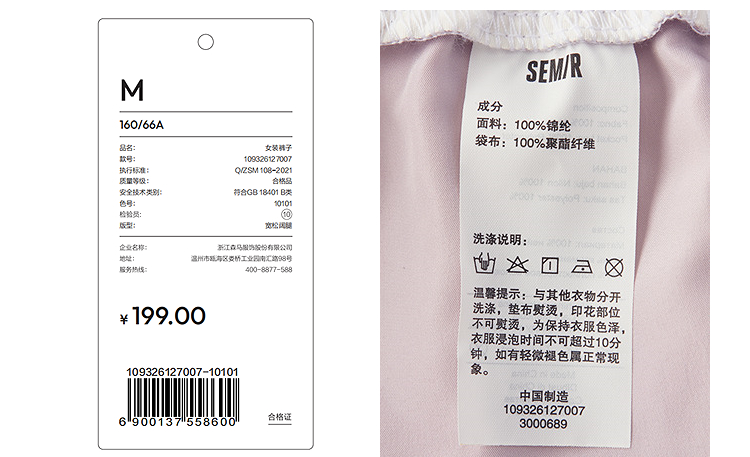 M
160/66A
品名: 女装裤子
款号: 109326127007
执行标准: Q/ZSM 108-2021
质量等级: 合格品
安全技术类别: 符合GB 18401 B类
色号: 10101
检验员: 10
版型: 宽松阔腿
企业名称: 浙江森马服饰股份有限公司
地址: 温州市瓯海区娄桥工业园南汇路98号
服务热线: 400-8877-588
¥ 199.00
109326127007-10101
6 900137 558600
合格证
SEMIR
成分
面料：100%锦纶
袋布：100%聚酯纤维
洗涤说明：
温馨提示：与其他衣物分开
洗涤，垫布熨烫，印花部位
不可熨烫，为保持衣服色泽，
衣服浸泡时间不可超过10分
钟，如有轻微褪色属正常现
象。
中国制造
109326127007
3000689